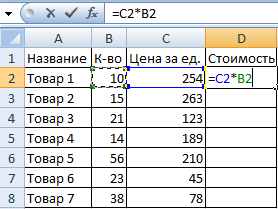 =C2*B2
A B C D
1 Название К-во Цена за ед. Стоимость
2 Товар 1 10 254 =C2*B2
3 Товар 2 15 263
4 Товар 3 21 123
5 Товар 4 14 189
6 Товар 5 56 210
7 Товар 6 23 45
8 Товар 7 38 78